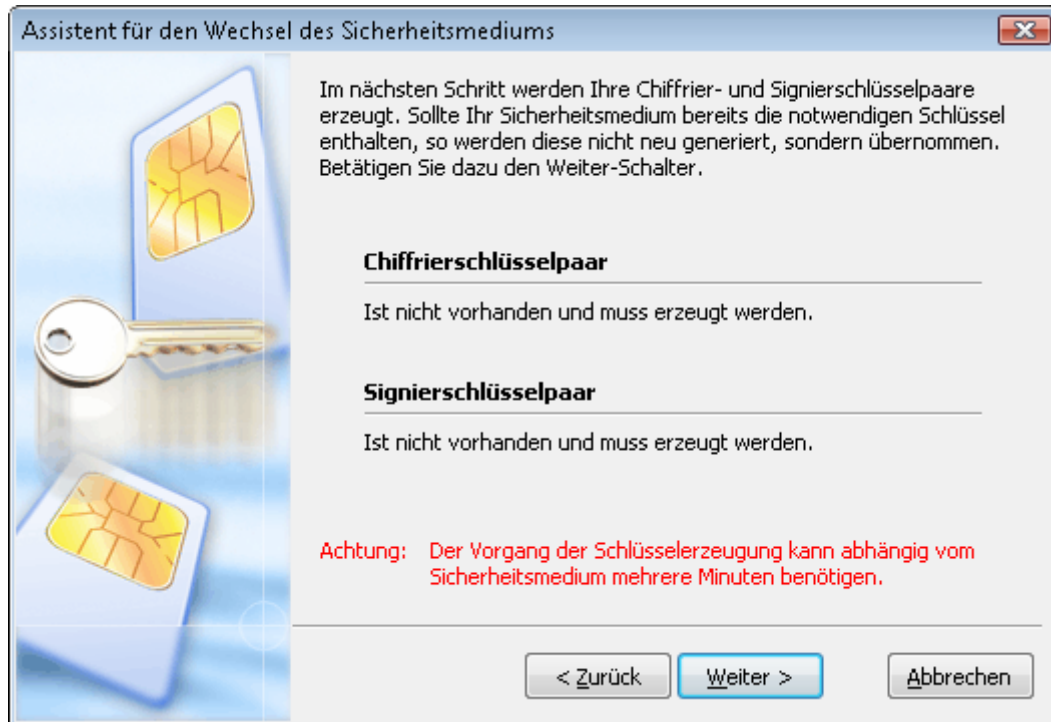 Assistent für den Wechsel des Sicherheitsmediums
Im nächsten Schritt werden Ihre Chiffrier- und Signierschlüsselpaare
erzeugt. Sollte Ihr Sicherheitsmedium bereits die notwendigen Schlüssel
enthalten, so werden diese nicht neu generiert, sondern übernommen.
Betätigen Sie dazu den Weiter-Schalter.
Chiffrierschlüsselpaar
Ist nicht vorhanden und muss erzeugt werden.
Signierschlüsselpaar
Ist nicht vorhanden und muss erzeugt werden.
Achtung: Der Vorgang der Schlüsselerzeugung kann abhängig vom
Sicherheitsmedium mehrere Minuten benötigen.
< Zurück Weiter > Abbrechen